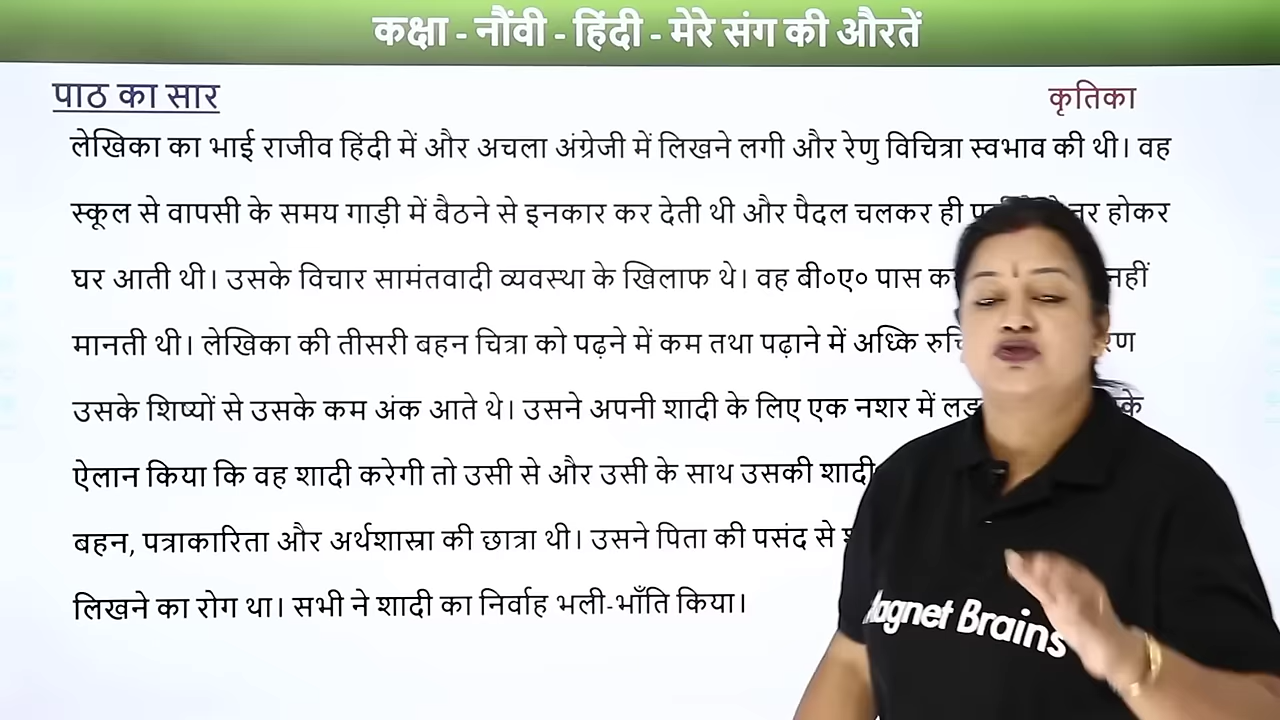 कक्षा - नौंवी - हिंदी - मेरे संग की औरतें
पाठ का सार
कृतिका
लेखिका का भाई राजीव हिंदी में और अचला अंग्रेजी में लिखने लगी और रेणु विचित्रा स्वभाव की थी। वह
स्कूल से वापसी के समय गाड़ी में बैठने से इनकार कर देती थी और पैदल चलकर ही होकर
घर आती थी। उसके विचार सामंतवादी व्यवस्था के खिलाफ थे। वह बी०ए० पास नहीं
मानती थी। लेखिका की तीसरी बहन चित्रा को पढ़ने में कम तथा पढ़ाने में अध्कि
उसके शिष्यों से उसके कम अंक आते थे। उसने अपनी शादी के लिए एक नशर में
ऐलान किया कि वह शादी करेगी तो उसी से और उसी के साथ उसकी शादी
बहन, पत्राकारिता और अर्थशास्रा की छात्रा थी। उसने पिता की पसंद से
लिखने का रोग था। सभी ने शादी का निर्वाह भली-भाँति किया।
Magnet Brains